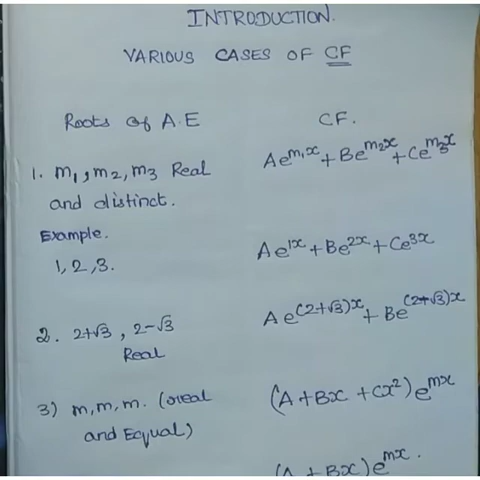 INTRODUCTION.
VARIOUS CASES OF CF
Roots Of A.E CF.
1. m₁, m₂, m₃ Real Ae^{m₁x} + Be^{m₂x} + Ce^{m₃x}
and distinct.
Example.
1, 2, 3. Ae^{1x} + Be^{2x} + Ce^{3x}
2. 2+√3, 2-√3 Ae^{(2+√3)x} + Be^{(2+√3)x}
Real
3) m, m, m. (real (A + Bx + Cx²) e^{mx}
and Equal)
(A + Bx) e^{mx}.